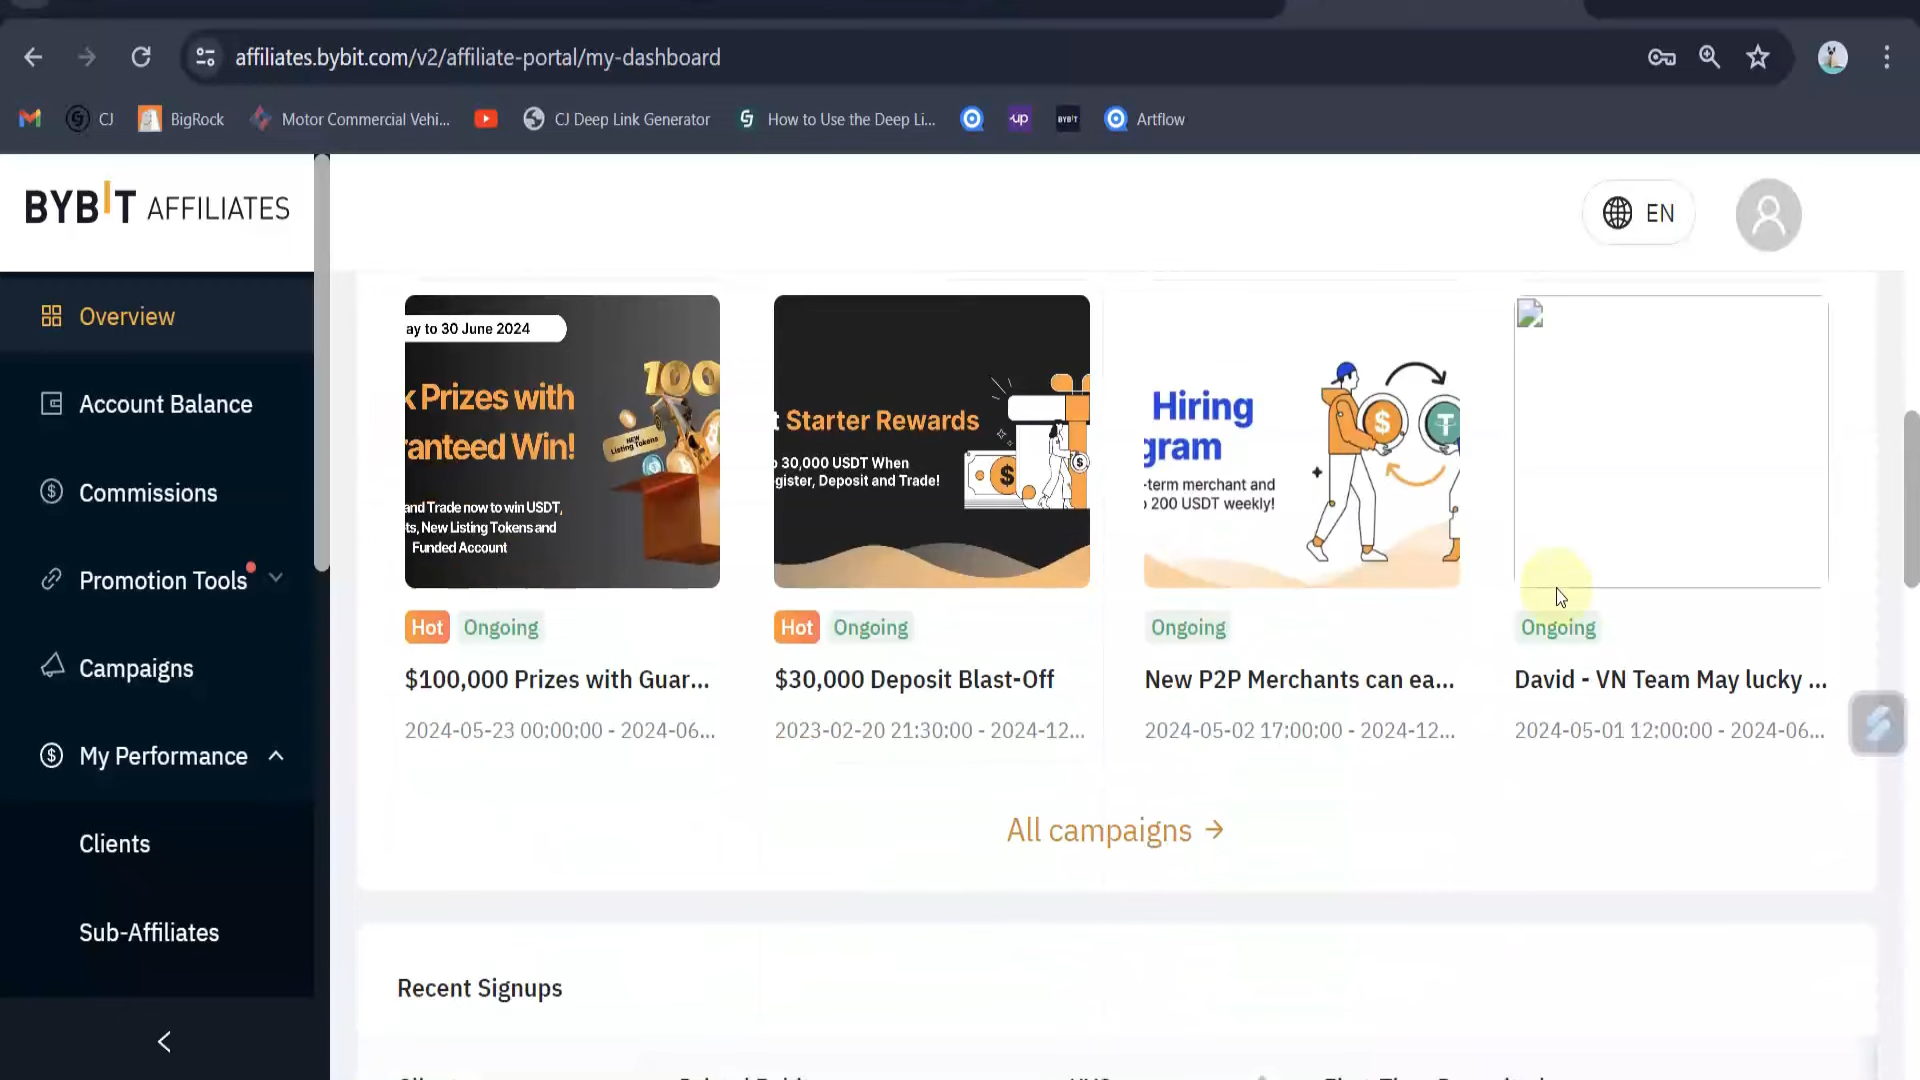 affiliates.bybit.com/v2/affiliate-portal/my-dashboard
CJ
BigRock
Motor Commercial Vehi...
CJ Deep Link Generator
How to Use the Deep Li...
up
BYBIT
Artflow
BYBIT AFFILIATES
EN
Overview
Account Balance
Commissions
Promotion Tools
Campaigns
My Performance
Clients
Sub-Affiliates
ay to 30 June 2024
k Prizes with
ranteed Win!
and Trade now to win USDT,
ts, New Listing Tokens and
Funded Account
100
NEW
Listing Tokens
t Starter Rewards
o 30,000 USDT When
gister, Deposit and Trade!
Hiring
gram
-term merchant and
o 200 USDT weekly!
Hot Ongoing
$100,000 Prizes with Guar...
2024-05-23 00:00:00 - 2024-06...
Hot Ongoing
$30,000 Deposit Blast-Off
2023-02-20 21:30:00 - 2024-12...
Ongoing
New P2P Merchants can ea...
2024-05-02 17:00:00 - 2024-12...
Ongoing
David - VN Team May lucky ...
2024-05-01 12:00:00 - 2024-06...
All campaigns →
Recent Signups